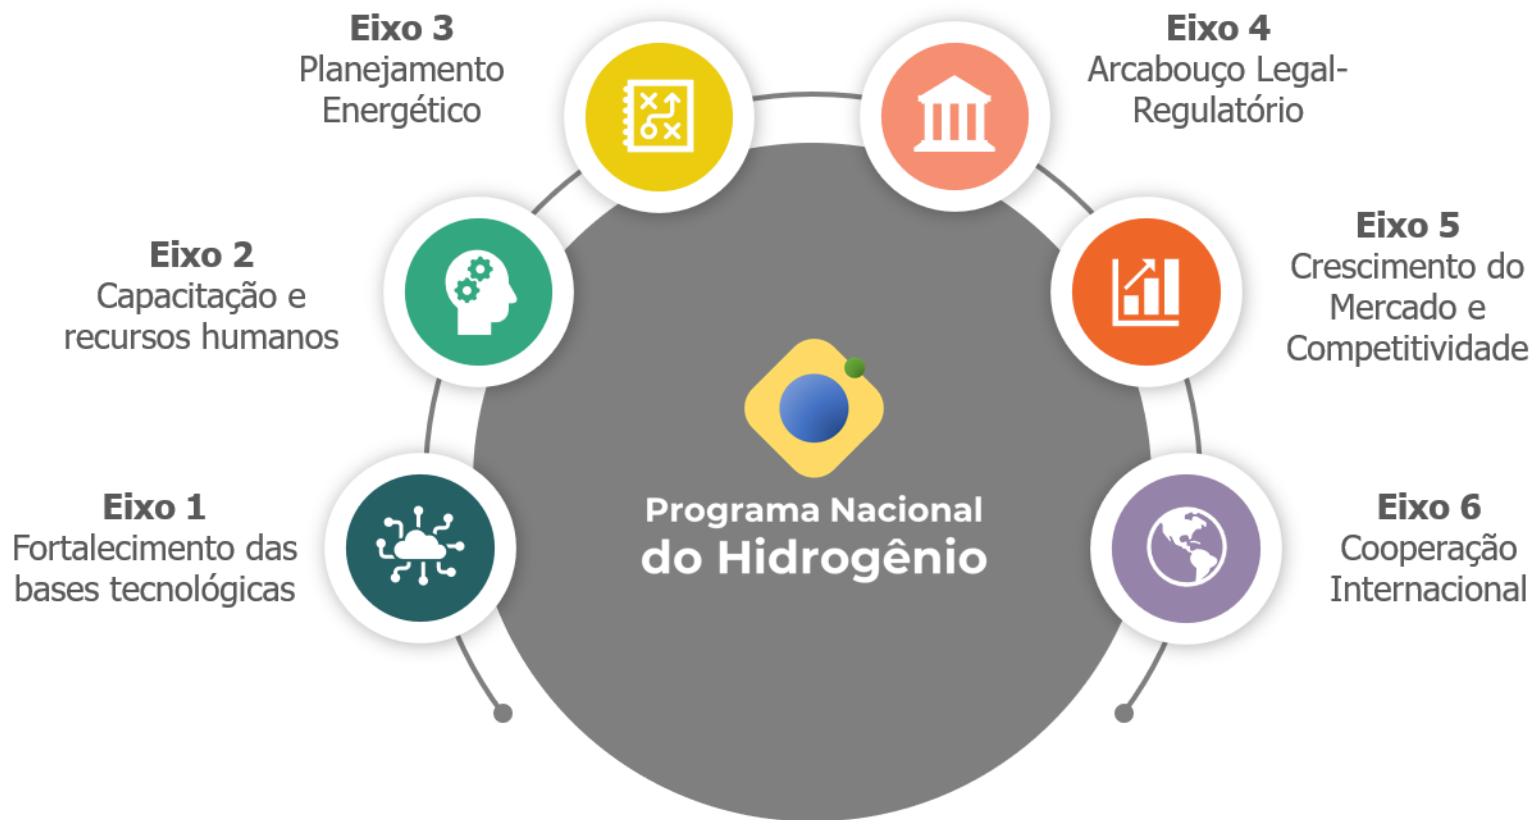 Eixo 1
Fortalecimento das
bases tecnológicas
Eixo 2
Capacitação e
recursos humanos
Eixo 3
Planejamento
Energético
Eixo 4
Arcabouço Legal-
Regulatório
Eixo 5
Crescimento do
Mercado e
Competitividade
Eixo 6
Cooperação
Internacional
Programa Nacional
do Hidrogênio